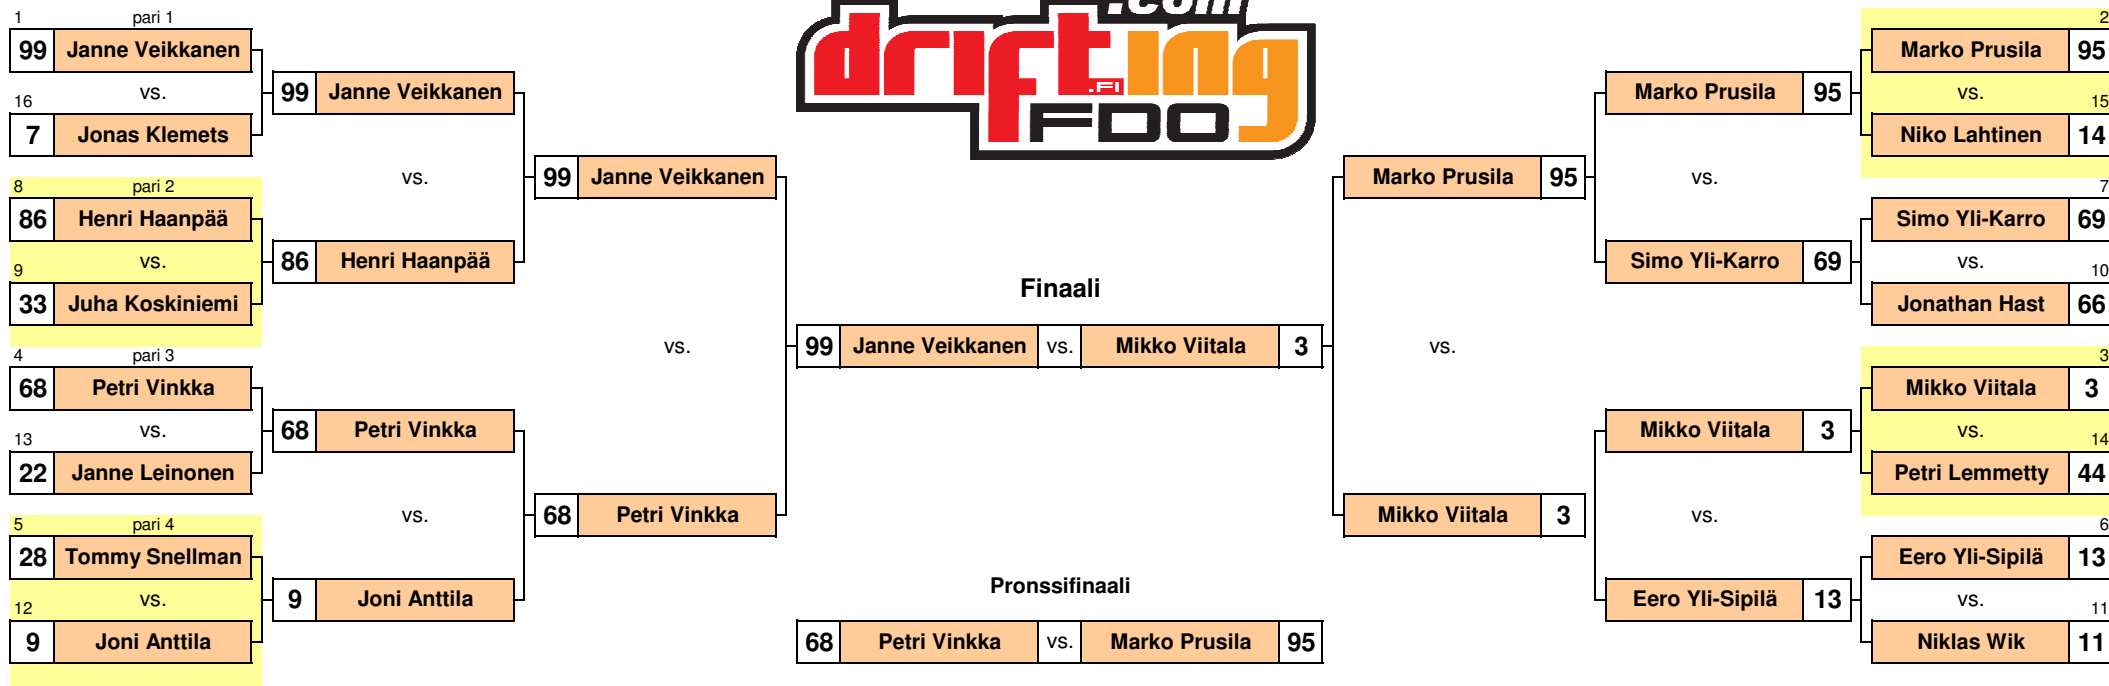 .com
drifting
.FI
FDO
1 pari 1
99 Janne Veikkanen
vs.
16
7 Jonas Klemets
8 pari 2
86 Henri Haanpää
vs.
9
33 Juha Koskiniemi
4 pari 3
68 Petri Vinkka
vs.
13
22 Janne Leinonen
5 pari 4
28 Tommy Snellman
vs.
12
9 Joni Anttila
99 Janne Veikkanen
vs.
86 Henri Haanpää
68 Petri Vinkka
vs.
9 Joni Anttila
99 Janne Veikkanen
vs.
68 Petri Vinkka
Finaali
99 Janne Veikkanen vs. Mikko Viitala 3
Pronssifinaali
68 Petri Vinkka vs. Marko Prusila 95
Marko Prusila 95
vs.
Mikko Viitala 3
Marko Prusila 95
vs.
Simo Yli-Karro 69
Mikko Viitala 3
vs.
Eero Yli-Sipilä 13
2
Marko Prusila 95
vs.
15
Niko Lahtinen 14
7
Simo Yli-Karro 69
vs.
10
Jonathan Hast 66
3
Mikko Viitala 3
vs.
14
Petri Lemmetty 44
6
Eero Yli-Sipilä 13
vs.
11
Niklas Wik 11